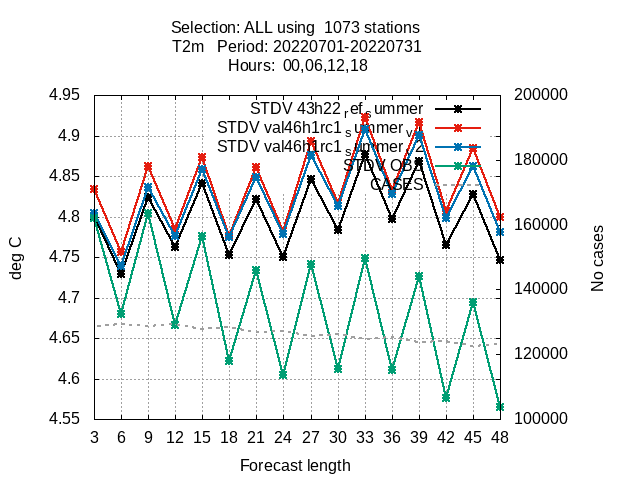 Selection: ALL using 1073 stations
T2m Period: 20220701-20220731
Hours: 00,06,12,18
4.95
4.9
4.85
4.8
4.75
4.7
4.65
4.6
4.55
200000
180000
160000
140000
120000
100000
deg C
No cases
STDV 43h22_ref_summer
STDV val46h1rc1_summer_v
STDV val46h1rc1_summer_v2
STDV OBS
CASES
3 6 9 12 15 18 21 24 27 30 33 36 39 42 45 48
Forecast length